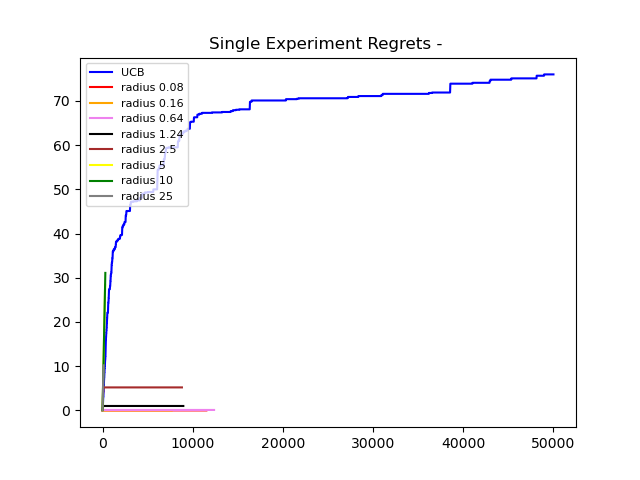 Single Experiment Regrets -
UCB
radius 0.08
radius 0.16
radius 0.64
radius 1.24
radius 2.5
radius 5
radius 10
radius 25
70
60
50
40
30
20
10
0
0 10000 20000 30000 40000 50000